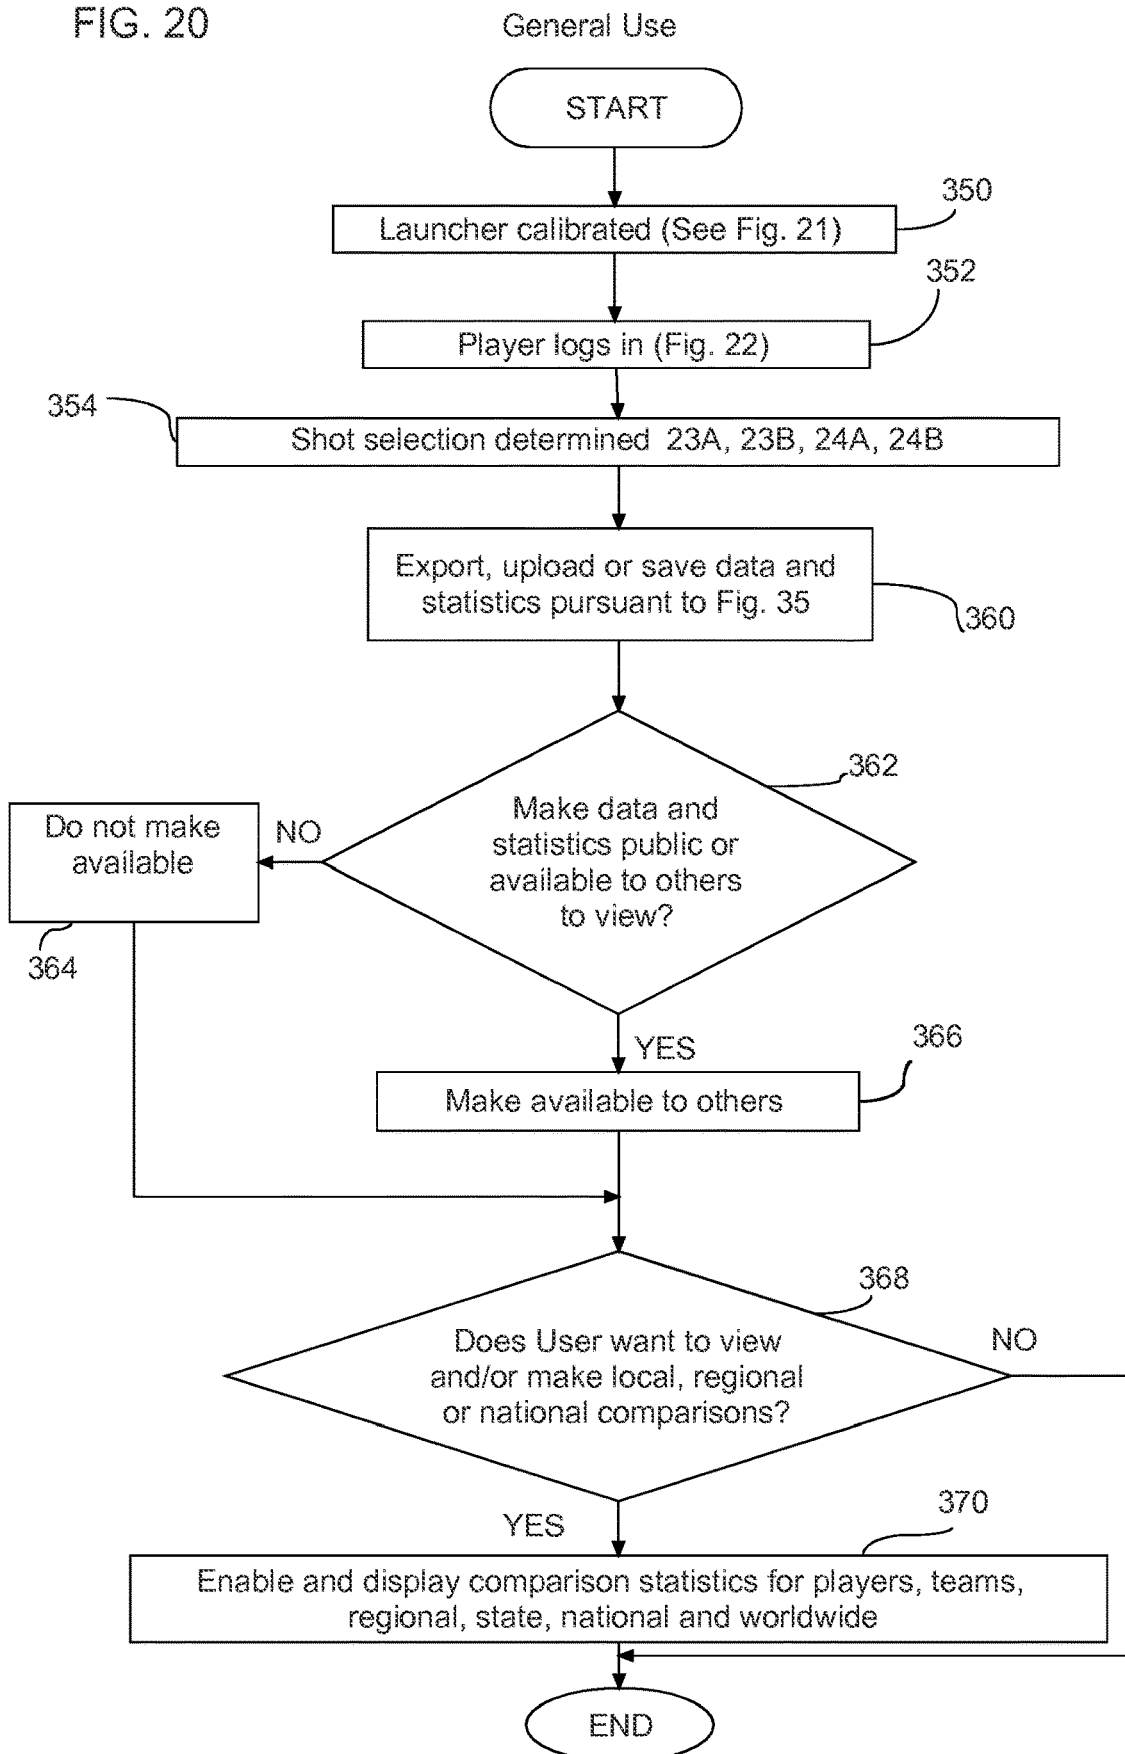 FIG. 20
General Use
START
350
Launcher calibrated (See Fig. 21)
352
Player logs in (Fig. 22)
354
Shot selection determined 23A, 23B, 24A, 24B
Export, upload or save data and
statistics pursuant to Fig. 35
360
362
Make data and
statistics public or
available to others
to view?
NO
Do not make
available
364
YES
366
Make available to others
368
Does User want to view
and/or make local, regional
or national comparisons?
NO
YES
370
Enable and display comparison statistics for players, teams,
regional, state, national and worldwide
END